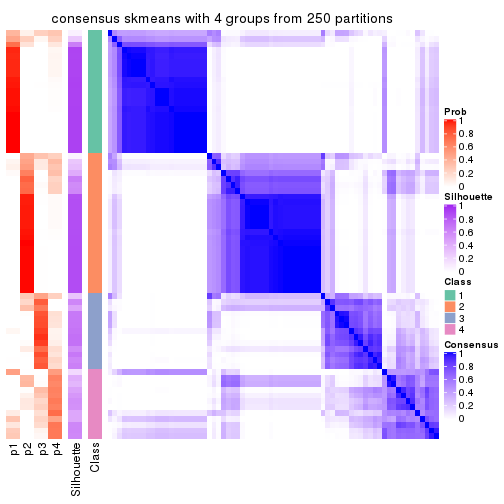 consensus skmeans with 4 groups from 250 partitions
Prob
1
0.8
0.6
0.4
0.2
0
Silhouette
1
0.8
0.6
0.4
0.2
0
Class
1
2
3
4
Consensus
1
0.8
0.6
0.4
0.2
0
p1
p2
p3
p4
Silhouette
Class